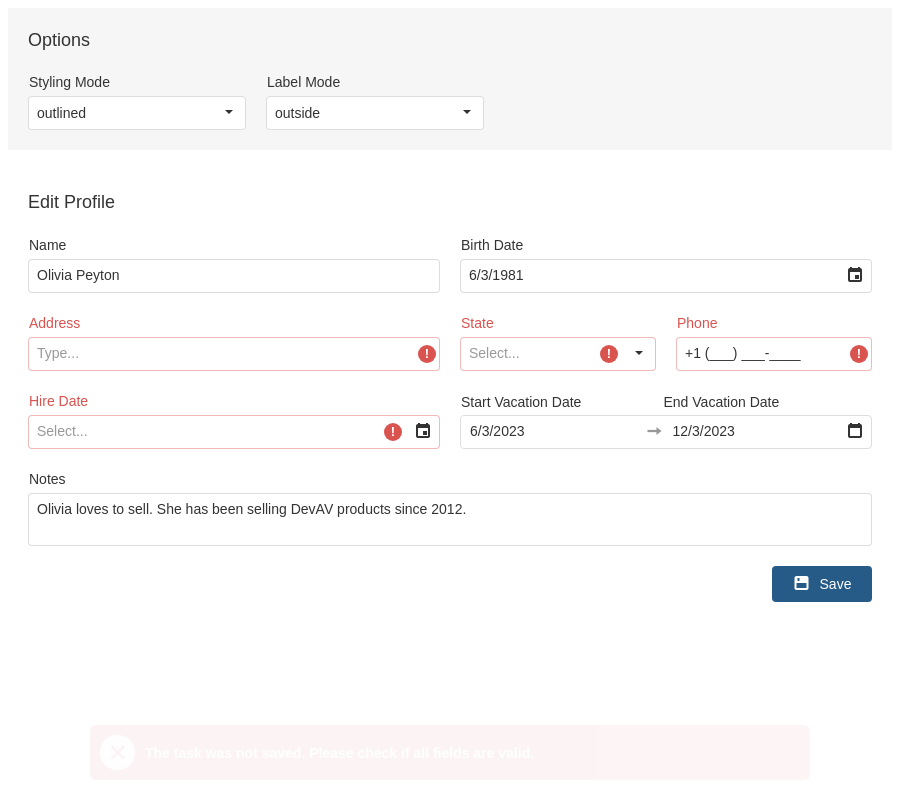 Options
Styling Mode Label Mode
outlined outside
Edit Profile
Name Birth Date
Olivia Peyton 6/3/1981
Address State Phone
Type... Select... +1 (___) ___-____
Hire Date Start Vacation Date End Vacation Date
Select... 6/3/2023 12/3/2023
Notes
Olivia loves to sell. She has been selling DevAV products since 2012.
Save
The task was not saved. Please check if all fields are valid.